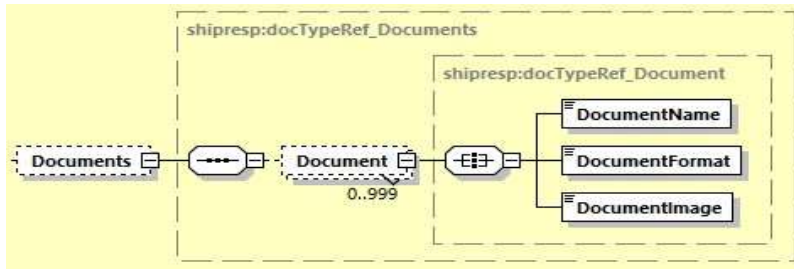 shipresp:docTypeRef_Documents
shipresp:docTypeRef_Document
DocumentName
Documents
Document
DocumentFormat
0..999
DocumentImage